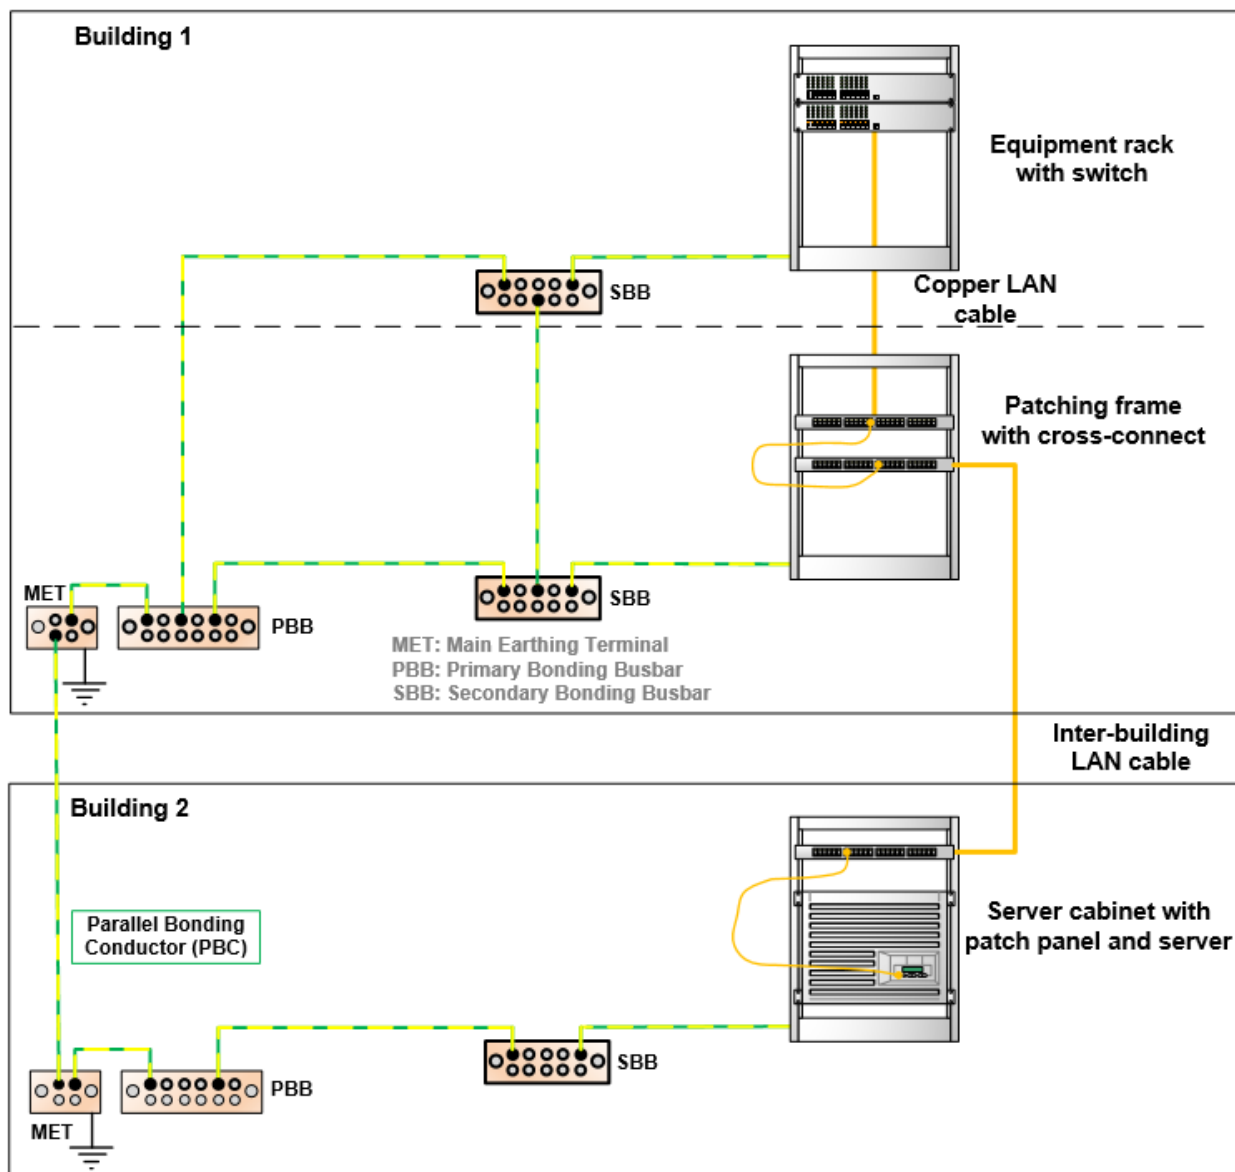 Building 1
Equipment rack
with switch
SBB
Copper LAN
cable
Patching frame
with cross-connect
MET
SBB
PBB
MET: Main Earthing Terminal
PBB: Primary Bonding Busbar
SBB: Secondary Bonding Busbar
Inter-building
LAN cable
Building 2
Parallel Bonding
Conductor (PBC)
Server cabinet with
patch panel and server
SBB
PBB
MET